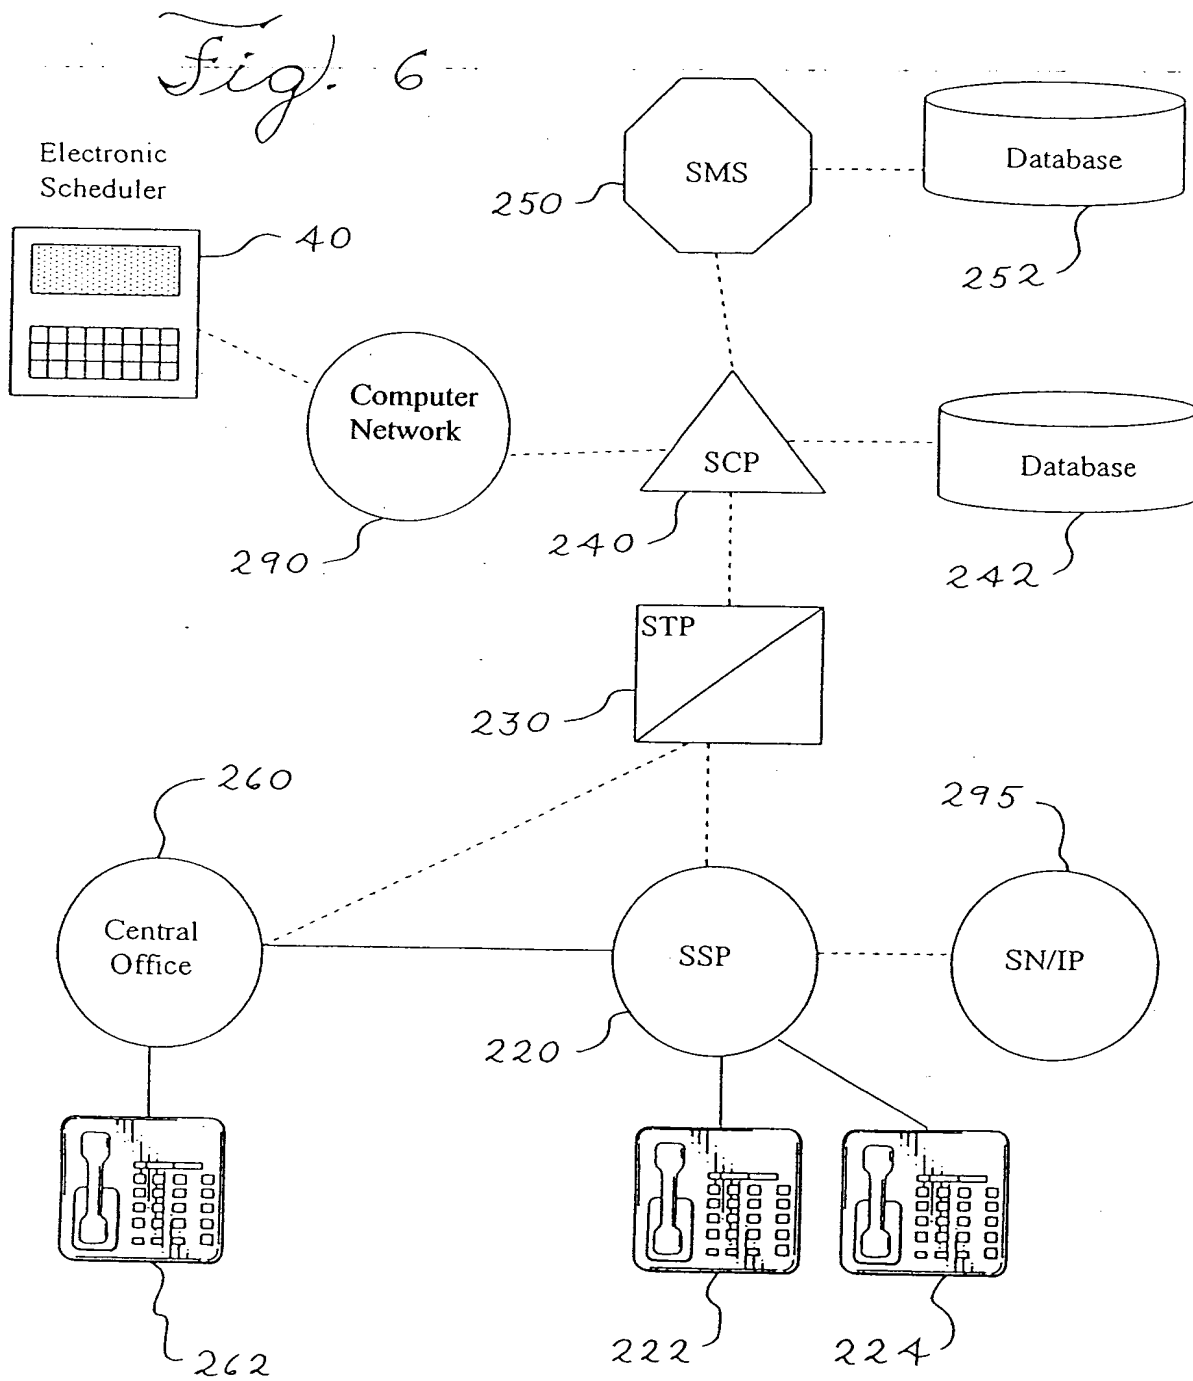 Fig. 6
Electronic
Scheduler
40
SMS
250
Database
252
Computer
Network
290
SCP
240
Database
242
STP
230
260
295
Central
Office
SSP
220
SN/IP
262
222
224